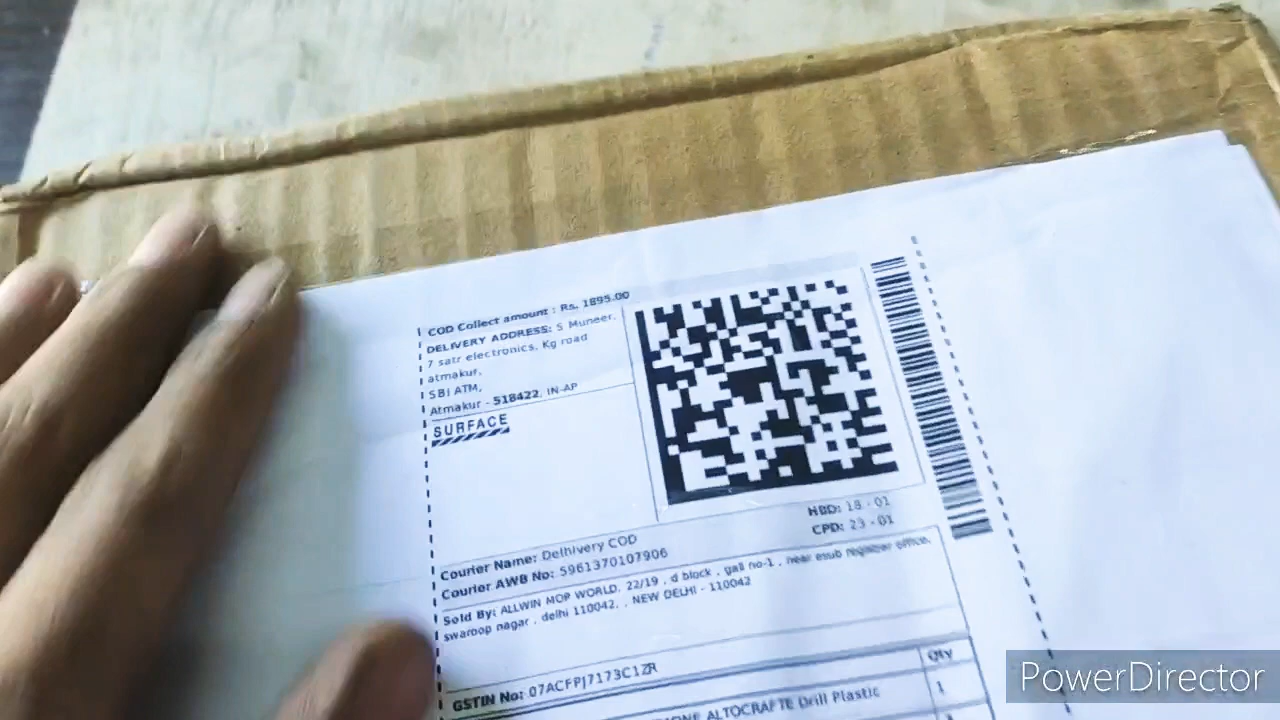 COD Collect amount : Rs. 1895.00
DELIVERY ADDRESS: S Muneer,
7 satr electronics, Kg road
atmakur,
SBI ATM,
Atmakur - 518422, IN-AP
SURFACE
HBD: 18 - 01
CPD: 23 - 01
Courier Name: Delhivery COD
Courier AWB No: 5961370107906
Sold By: ALLWIN MOP WORLD, 22/19 , d block , gali no-1 , near esub registrar office,
swaroop nagar , delhi 110042, , NEW DELHI - 110042
GSTIN No: 07ACFPJ7173C1ZR
Qty
ALTOCRAFTE Drill Plastic
1
PowerDirector